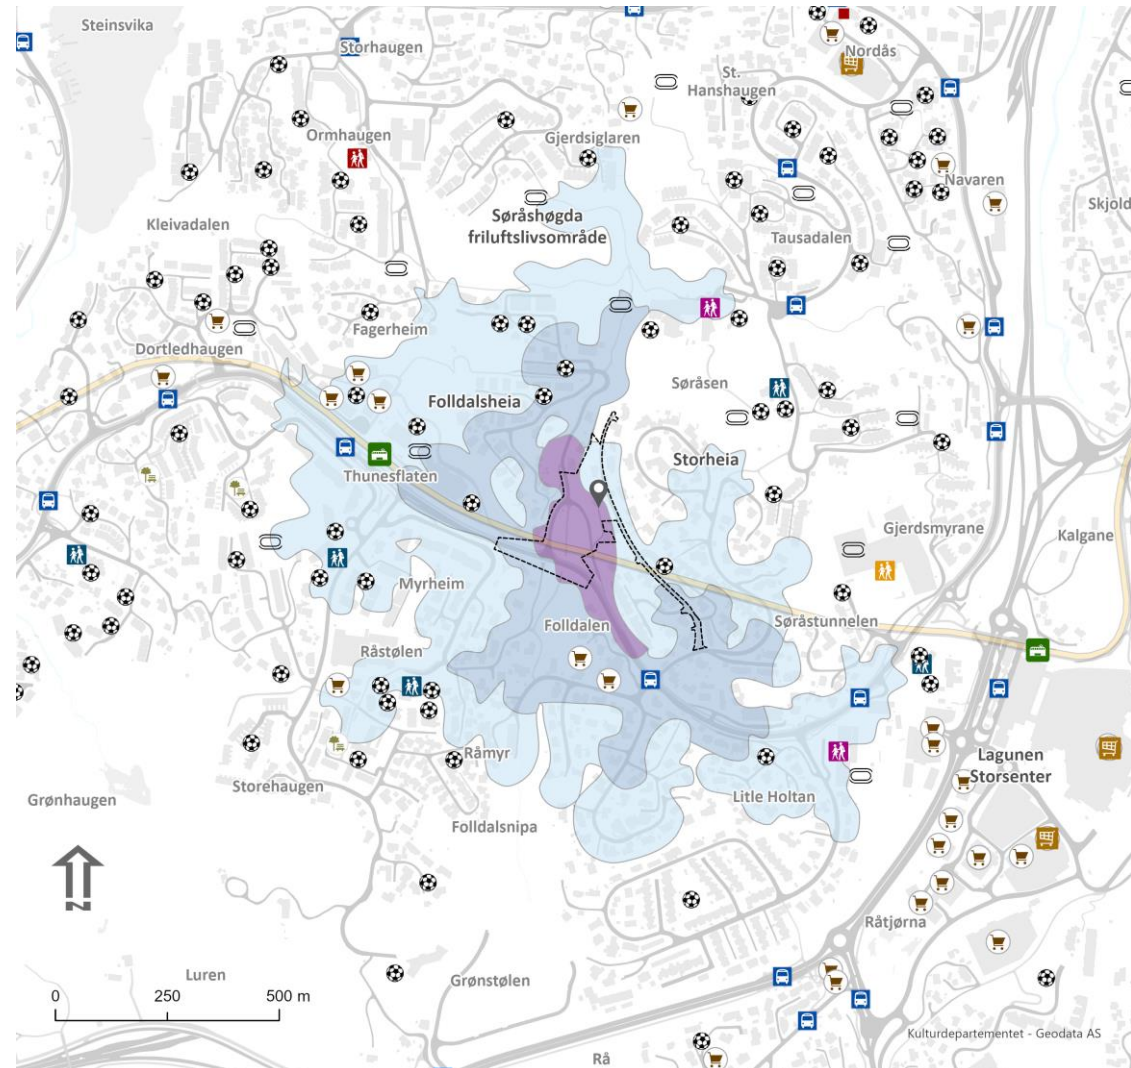 Steinsvika
Storhaugen
Nordås
St.
Hanshaugen
Ormhaugen
Gjerdsiglaren
Navaren
Skjold
Søråshøgda
friluftslivsområde
Kleivadalen
Tausadalen
Fagerheim
Dortledhaugen
Søråsen
Folldalsheia
Storheia
Thunesflaten
Gjerdsmyrane
Kalgane
Myrheim
Folldalen
Søråstunnelen
Råstølen
Råmyr
Lagunen
Storsenter
Storehaugen
Litle Holtan
Grønhaugen
Folldalsnipa
N
Råtjørna
Luren
Grønstølen
0 250 500 m
Kulturdepartementet - Geodata AS
Rå